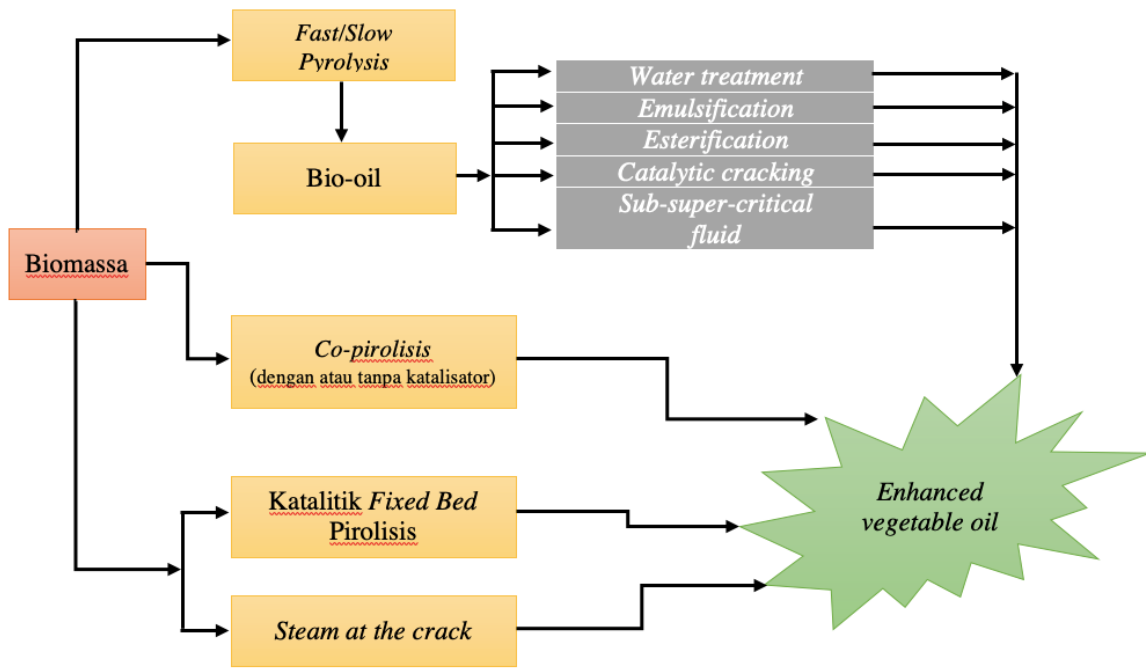 Fast/Slow
Pyrolysis
Water treatment
Emulsification
Esterification
Catalytic cracking
Sub-super-critical
fluid
Bio-oil
Biomassa
Co-pirolisis
(dengan atau tanpa katalisator)
Katalitik Fixed Bed
Pirolisis
Steam at the crack
Enhanced
vegetable oil